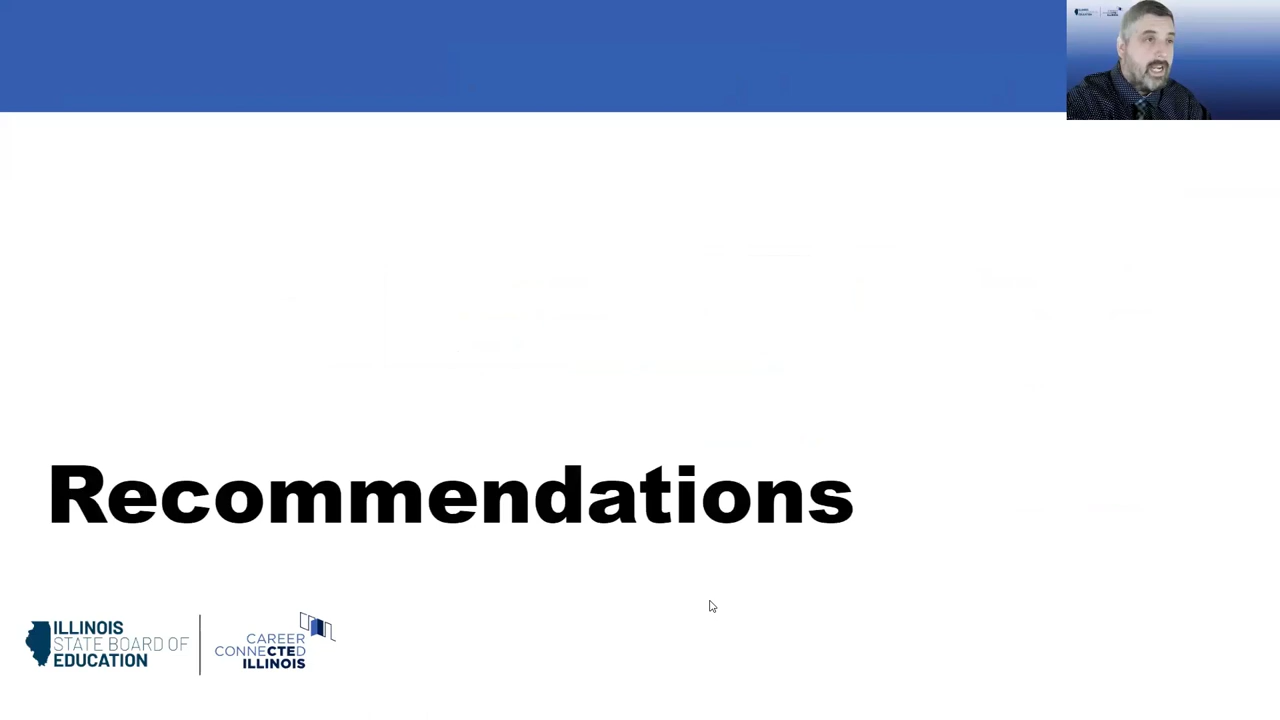 Recommendations
ILLINOIS
STATE BOARD OF
EDUCATION
CAREER
CONNECTED
ILLINOIS